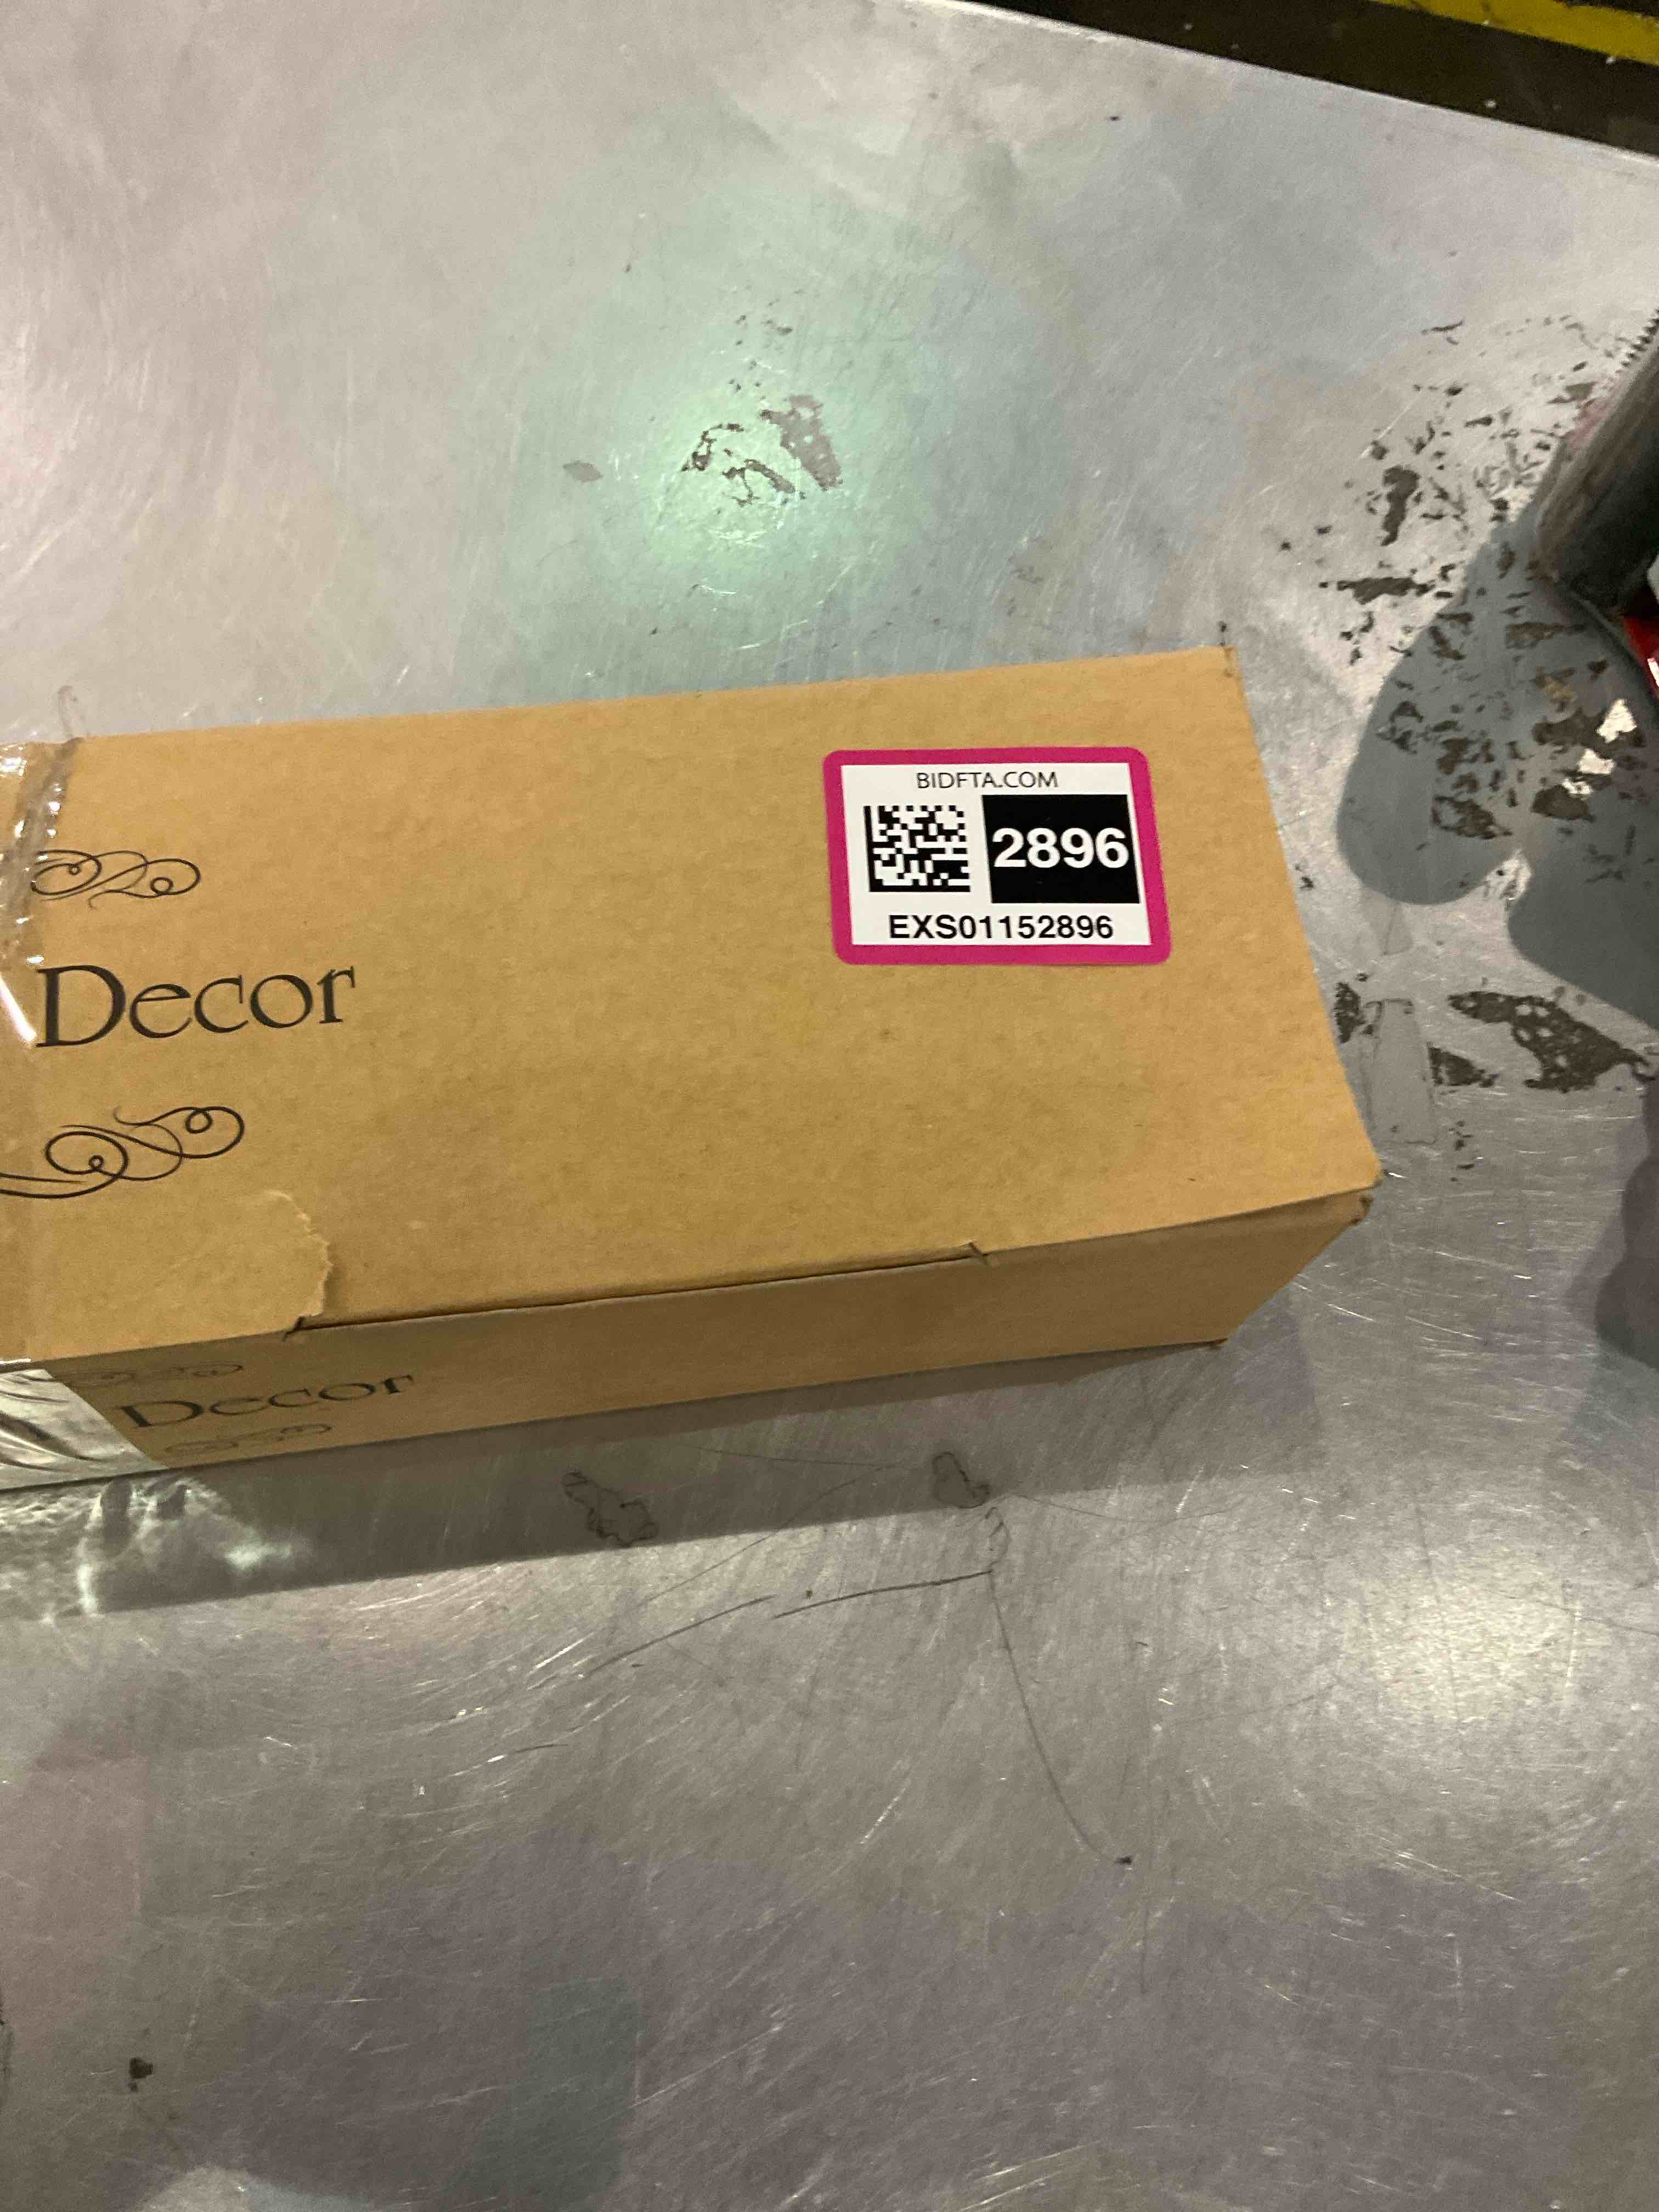 BIDFTA.COM
2896
EXS01152896
Decor
Decor